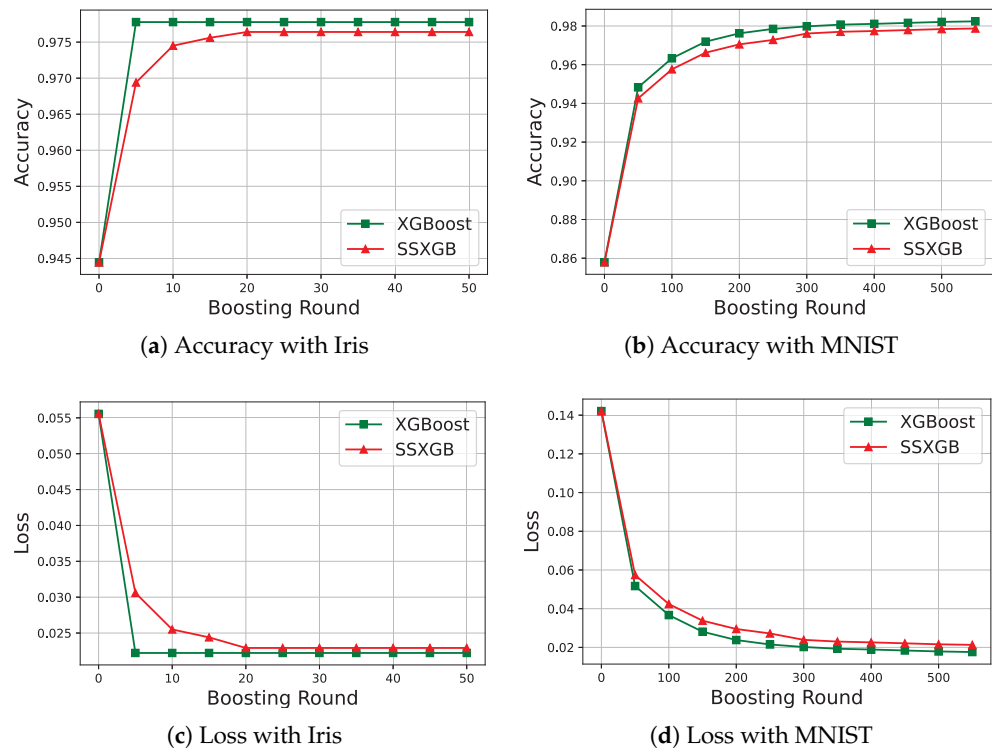 Accuracy
0.975
0.970
0.965
0.960
0.955
0.950
0.945
0 10 20 30 40 50
Boosting Round
XGBoost
SSXGB
(a) Accuracy with Iris
Accuracy
0.98
0.96
0.94
0.92
0.90
0.88
0.86
0 100 200 300 400 500
Boosting Round
XGBoost
SSXGB
(b) Accuracy with MNIST
Loss
0.055
0.050
0.045
0.040
0.035
0.030
0.025
0 10 20 30 40 50
Boosting Round
XGBoost
SSXGB
(c) Loss with Iris
Loss
0.14
0.12
0.10
0.08
0.06
0.04
0.02
0 100 200 300 400 500
Boosting Round
XGBoost
SSXGB
(d) Loss with MNIST